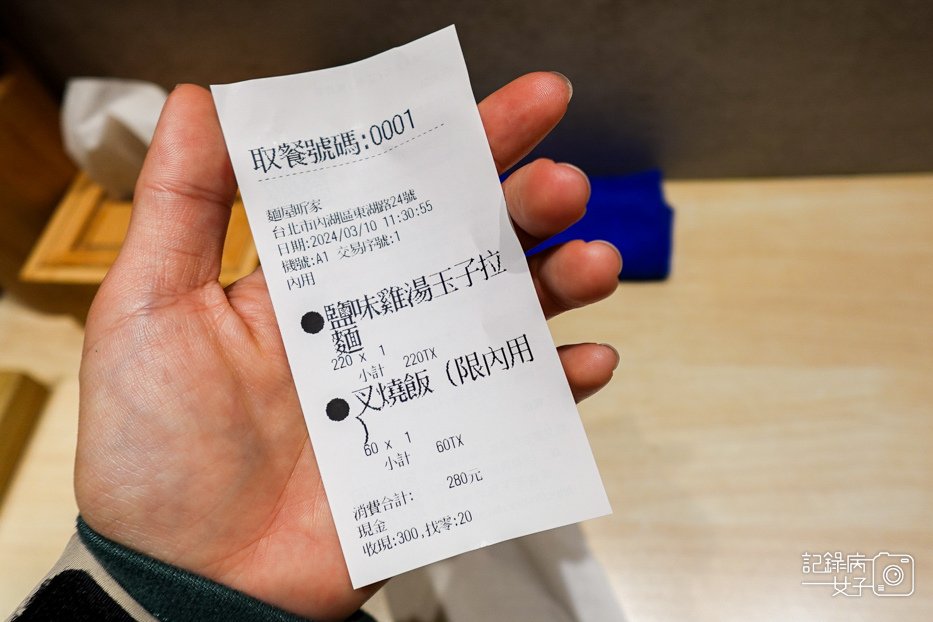 取餐號碼:0001
麵屋昕家
台北市內湖區東湖路24號
日期:2024/03/10 11:30:55
機號:A1 交易序號:1
內用
●鹽味雞湯玉子拉
麵
220 x 1 220TX
小計
●叉燒飯（限內用
）
60 x 1 60TX
小計
消費合計: 280元
現金
收現:300,找零:20
記錄病
女子